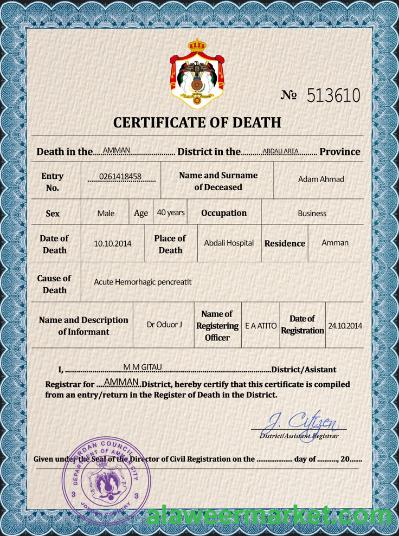 № 513610
CERTIFICATE OF DEATH
Death in the....AMMAN.... District in the....ABDALI AREA.... Province
Entry No. 0261418458 Name and Surname of Deceased Adam Ahmad
Sex Male Age 40 years Occupation Business
Date of Death 10.10.2014 Place of Death Abdali Hospital Residence Amman
Cause of Death Acute Hemorhagic pencreatit
Name and Description of Informant Dr Oduor J Name of Registering Officer E A ATITO Date of Registration 24.10.2014
I, ....M M GITAU....District/Asistant
Registrar for ....AMMAN.District, hereby certify that this certificate is compiled
from an entry/return in the Register of Death in the District.
J. Citizen
District/Assistant Registrar
Given under the Seal of the Director of Civil Registration on the ............... day of ........., 20......
COUNCIL
DEPARTMENT OF CITY
3 3
alaweermarket.com